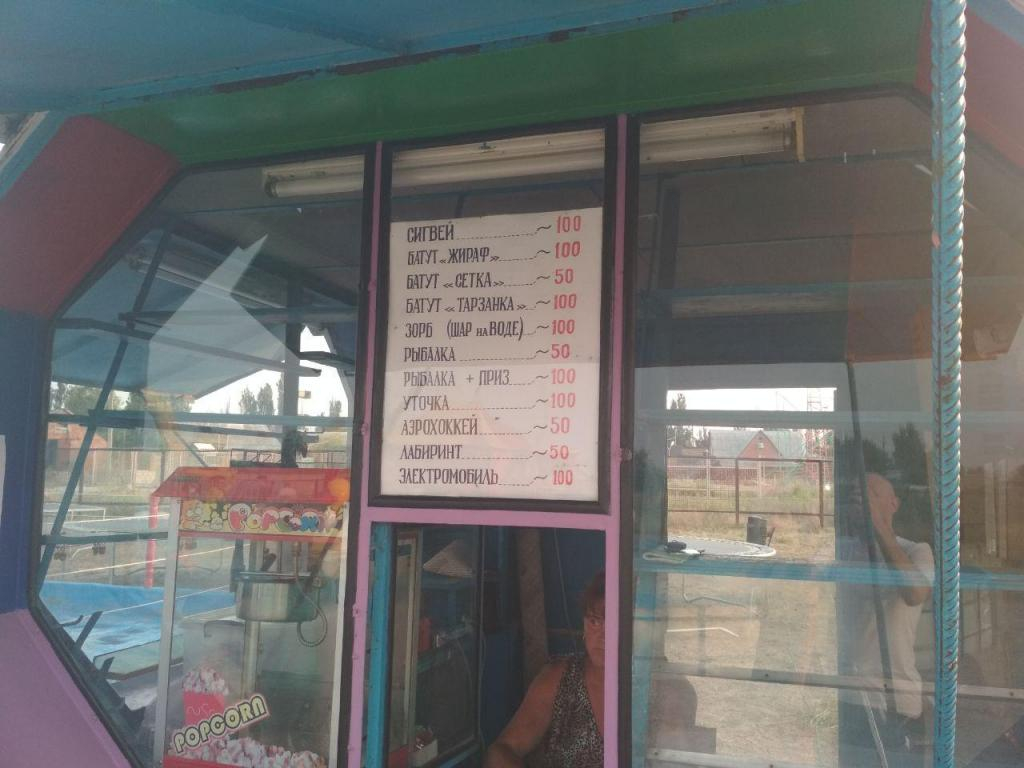 СИГВЕЙ ~ 100
БАТУТ «ЖИРАФ» ~ 100
БАТУТ «СЕТКА» ~ 50
БАТУТ «ТАРЗАНКА» ~ 100
ЗОРБ (ШАР на ВОДЕ) ~ 100
РЫБАЛКА ~ 50
РЫБАЛКА + ПРИЗ ~ 100
УТОЧКА ~ 100
АЭРОХОККЕЙ ~ 50
ЛАБИРИНТ ~ 50
ЭЛЕКТРОМОБИЛЬ ~ 100
POPCORN
POPCORN